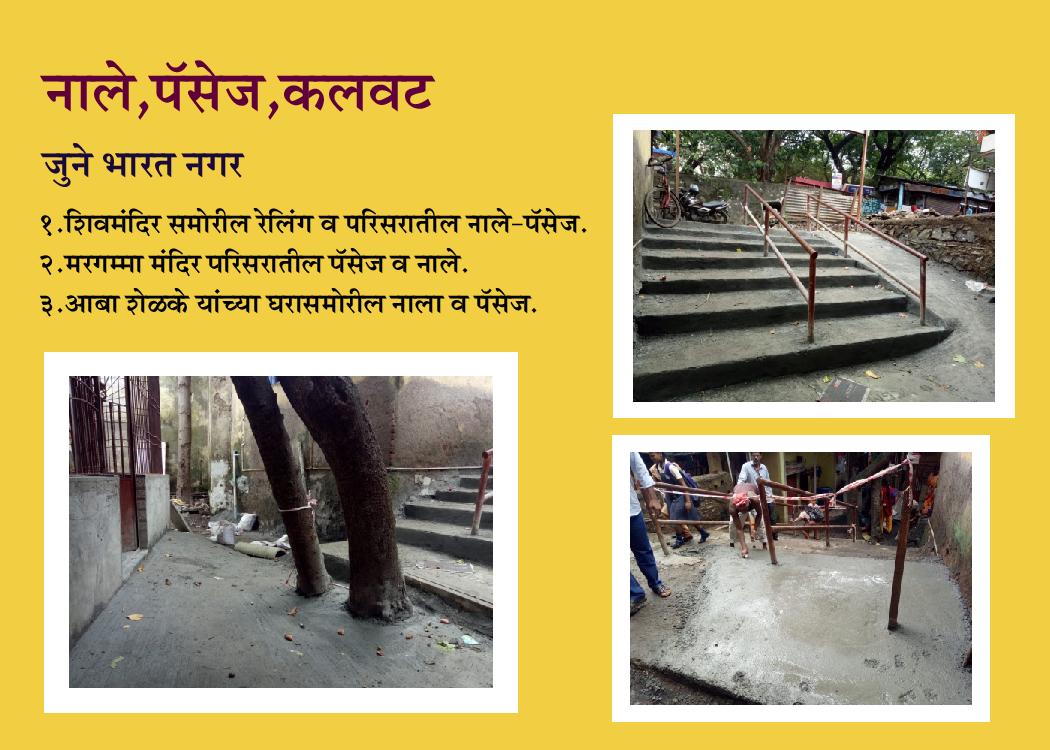 नाले,पॅसेज,कलवट
जुने भारत नगर
१.शिवमंदिर समोरील रेलिंग व परिसरातील नाले-पॅसेज.
२.मरगम्मा मंदिर परिसरातील पॅसेज व नाले.
३.आबा शेळके यांच्या घरासमोरील नाला व पॅसेज.